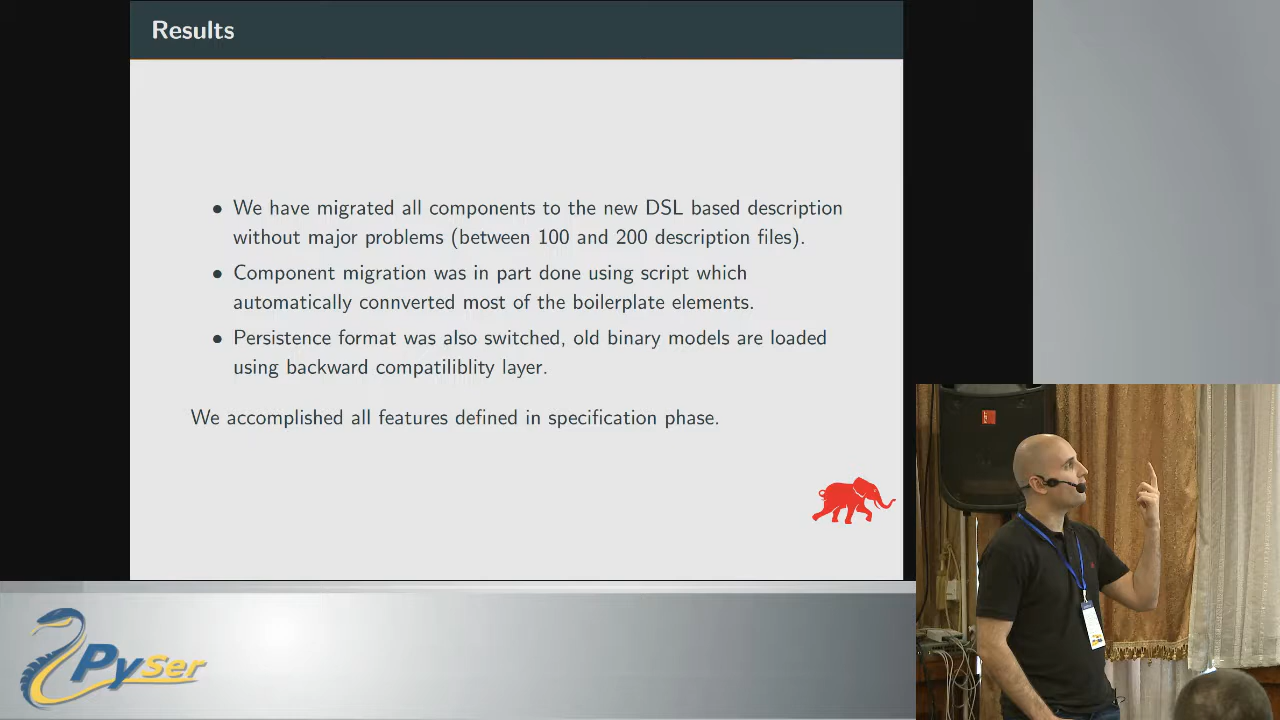 Results
• We have migrated all components to the new DSL based description
without major problems (between 100 and 200 description files).
• Component migration was in part done using script which
automatically connverted most of the boilerplate elements.
• Persistence format was also switched, old binary models are loaded
using backward compatiliblity layer.
We accomplished all features defined in specification phase.
PySer